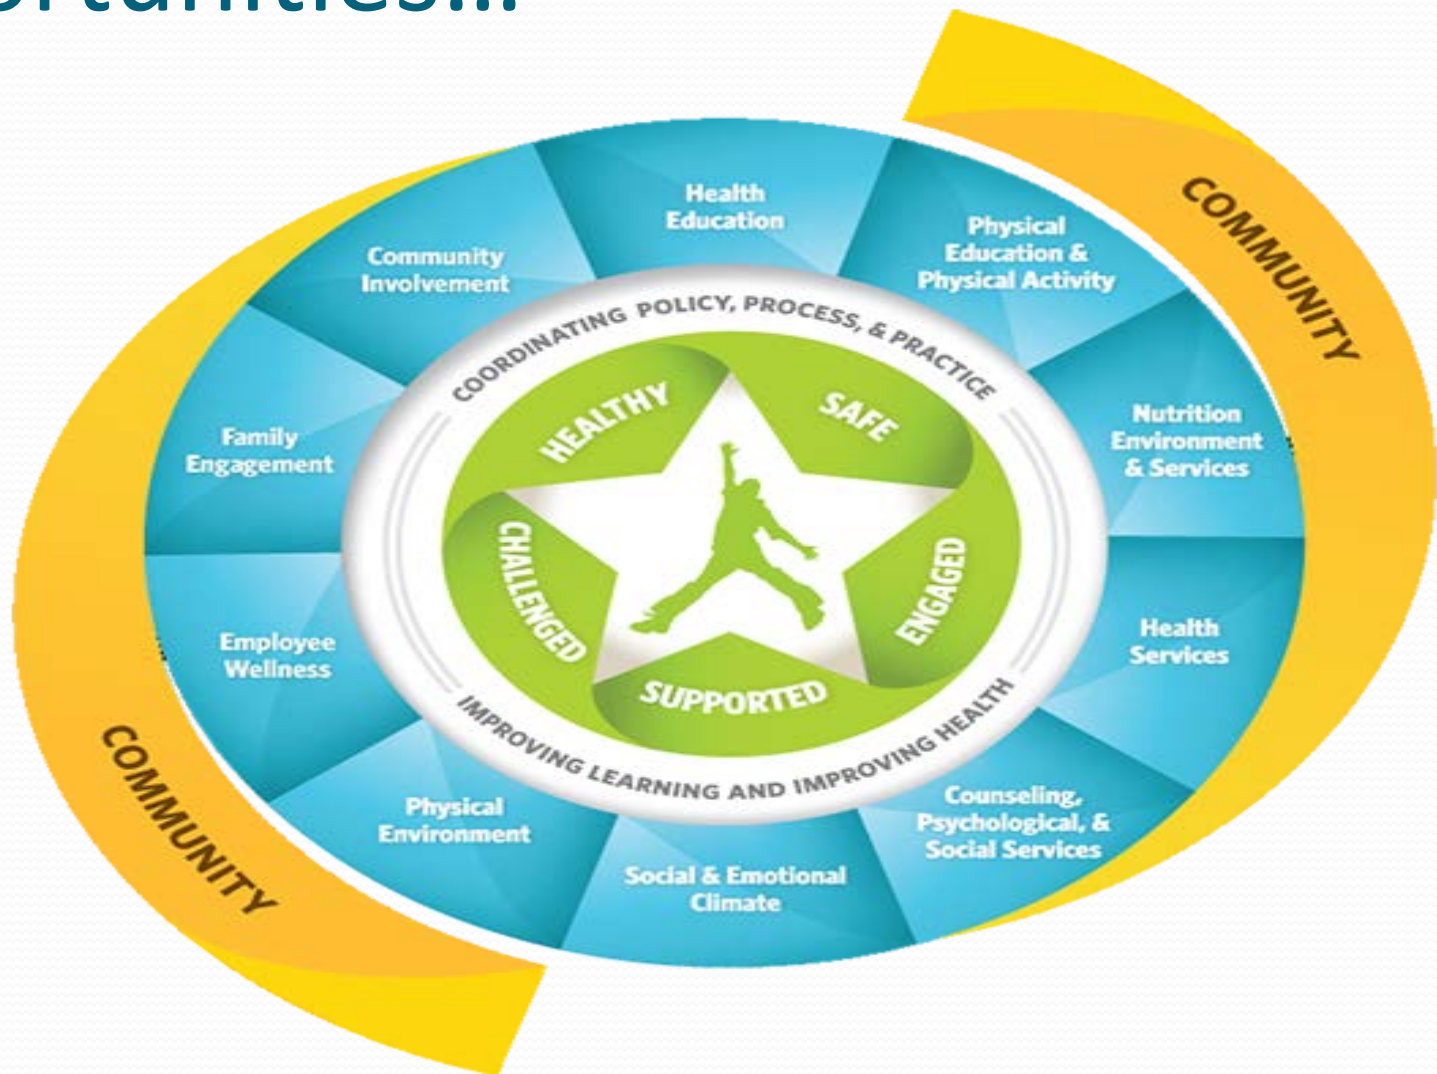 Health
Education
Physical
Education &
Physical Activity
Nutrition
Environment
& Services
Health
Services
Counseling,
Psychological, &
Social Services
Social & Emotional
Climate
Physical
Environment
Employee
Wellness
Family
Engagement
Community
Involvement
COORDINATING POLICY, PROCESS, & PRACTICE
IMPROVING LEARNING AND IMPROVING HEALTH
HEALTHY
SAFE
ENGAGED
SUPPORTED
CHALLENGED
COMMUNITY
COMMUNITY